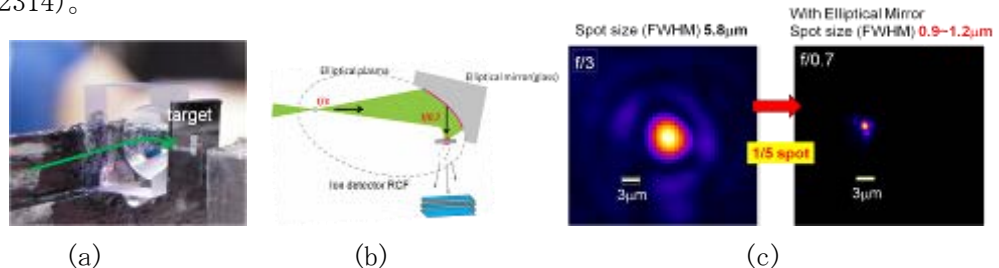 2314)。
target
Elliptical plasma
Elliptical mirror(glass)
Ion detector RCF
Spot size (FWHM) 5.8μm
With Elliptical Mirror
Spot size (FWHM) 0.9~1.2μm
f/3
f/0.7
1/5 spot
3μm
3μm
(a)
(b)
(c)